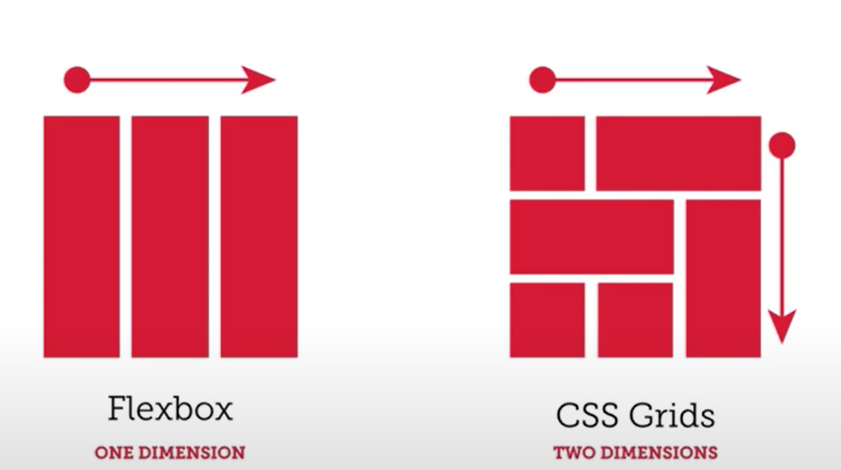 Flexbox
ONE DIMENSION
CSS Grids
TWO DIMENSIONS